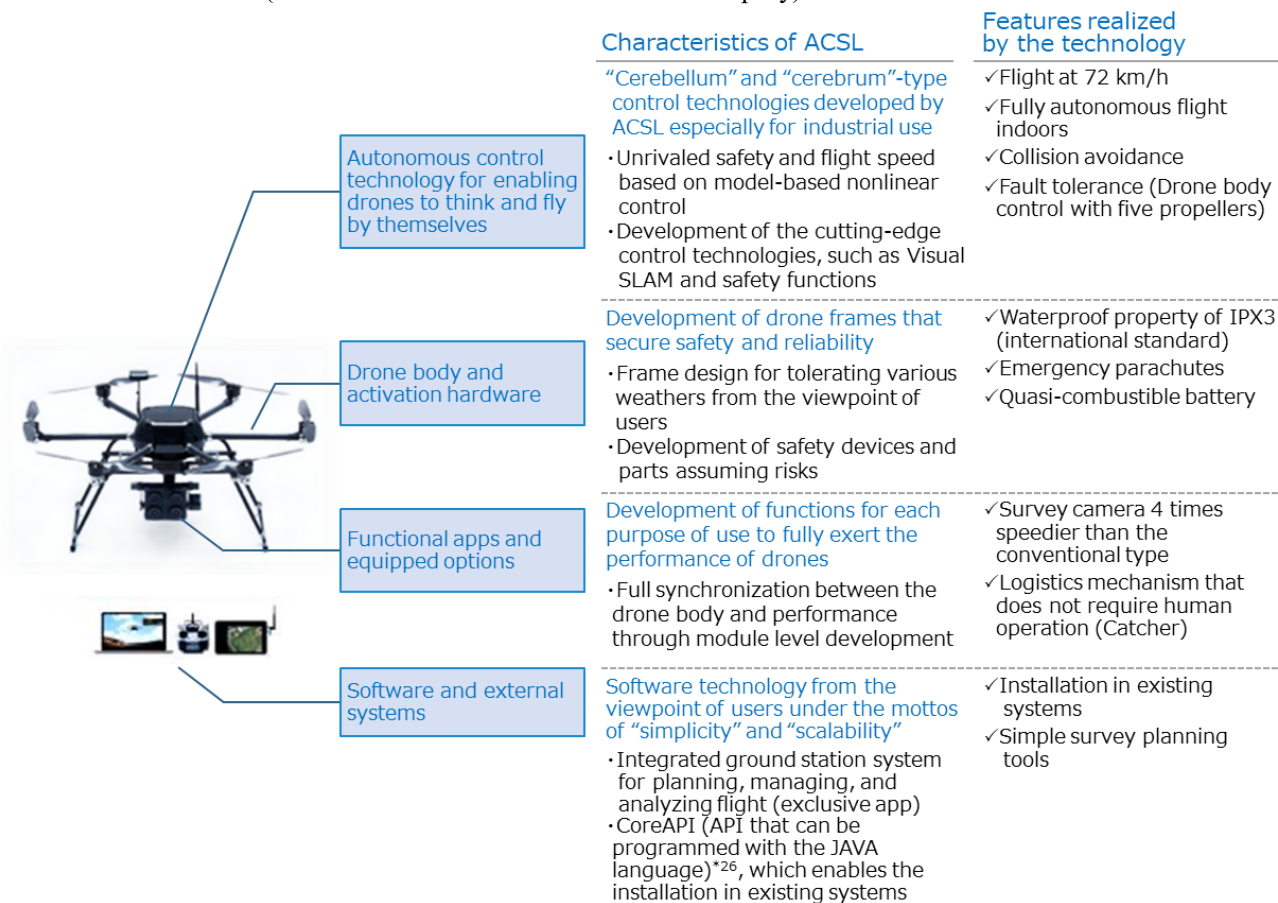 Characteristics of ACSL
Features realized
by the technology
Autonomous control
technology for enabling
drones to think and fly
by themselves
“Cerebellum” and “cerebrum”-type
control technologies developed by
ACSL especially for industrial use
・Unrivaled safety and flight speed
based on model-based nonlinear
control
・Development of the cutting-edge
control technologies, such as Visual
SLAM and safety functions
✓Flight at 72 km/h
✓Fully autonomous flight
indoors
✓Collision avoidance
✓Fault tolerance (Drone body
control with five propellers)
Drone body and
activation hardware
Development of drone frames that
secure safety and reliability
・Frame design for tolerating various
weathers from the viewpoint of
users
・Development of safety devices and
parts assuming risks
✓Waterproof property of IPX3
(international standard)
✓Emergency parachutes
✓Quasi-combustible battery
Functional apps and
equipped options
Development of functions for each
purpose of use to fully exert the
performance of drones
・Full synchronization between the
drone body and performance
through module level development
✓Survey camera 4 times
speedier than the
conventional type
✓Logistics mechanism that
does not require human
operation (Catcher)
Software and external
systems
Software technology from the
viewpoint of users under the mottos
of “simplicity” and “scalability”
・Integrated ground station system
for planning, managing, and
analyzing flight (exclusive app)
・CoreAPI (API that can be
programmed with the JAVA
language)*26, which enables the
installation in existing systems
✓Installation in existing
systems
✓Simple survey planning
tools